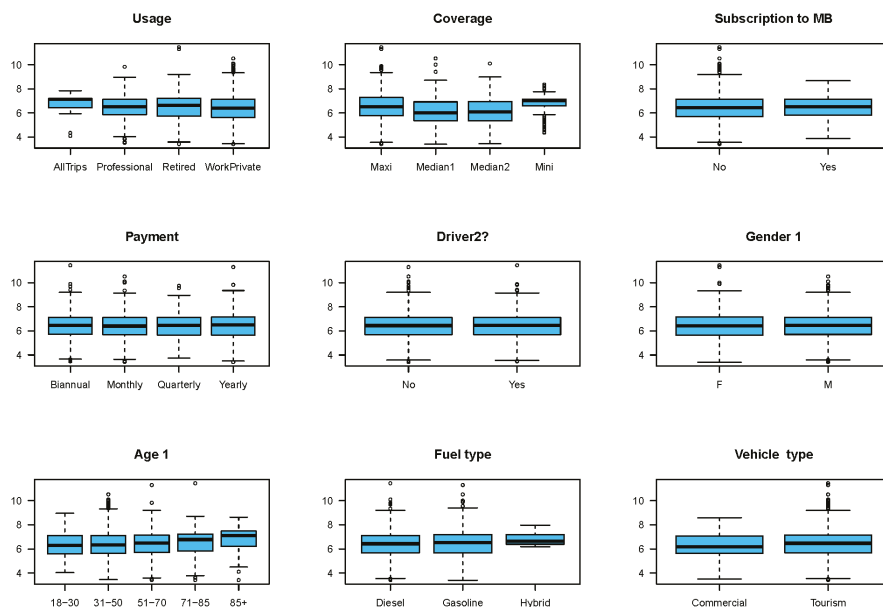 Usage
Coverage
Subscription to MB
10
8
6
4
10
8
6
4
10
8
6
4
AllTrips Professional Retired WorkPrivate
Maxi Median1 Median2 Mini
No Yes
Payment
Driver2?
Gender 1
10
8
6
4
10
8
6
4
10
8
6
4
Biannual Monthly Quarterly Yearly
No Yes
F M
Age 1
Fuel type
Vehicle type
10
8
6
4
10
8
6
4
10
8
6
4
18−30 31−50 51−70 71−85 85+
Diesel Gasoline Hybrid
Commercial Tourism